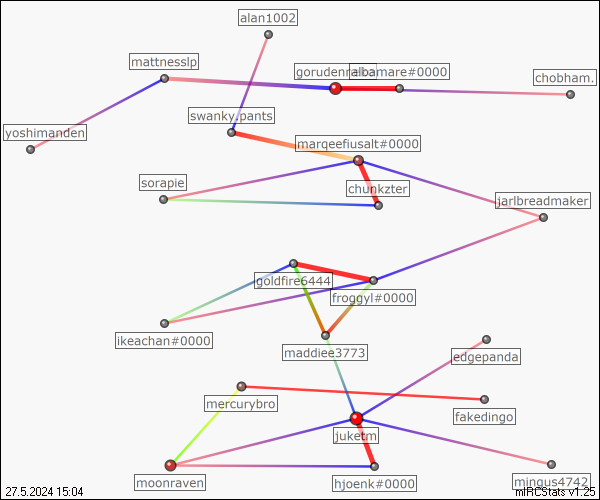 alan1002
mattnesslp
albamare#0000
chobham.
swanky.pants
yoshimanden
marqeefiusalt#0000
sorapie
chunkzter
jarlbreadmaker
goldfire6444
froggyl#0000
ikeachan#0000
maddiee3773
edgepanda
mercurybro
fakedingo
juketm
moonraven
hjoenk#0000
mingus4742
27.5.2024 15:04
mIRCStats v1.25